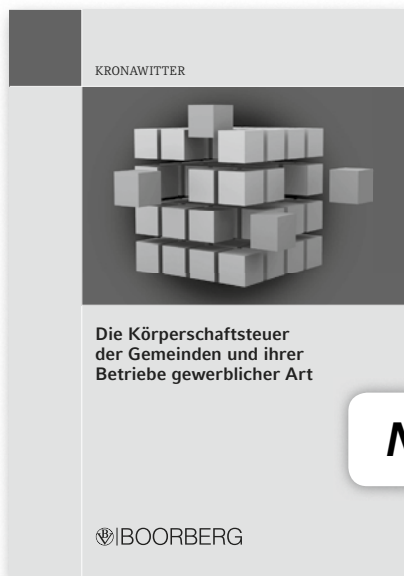 KRONAWITTER
Die Körperschaftsteuer
der Gemeinden und ihrer
Betriebe gewerblicher Art
BOORBERG